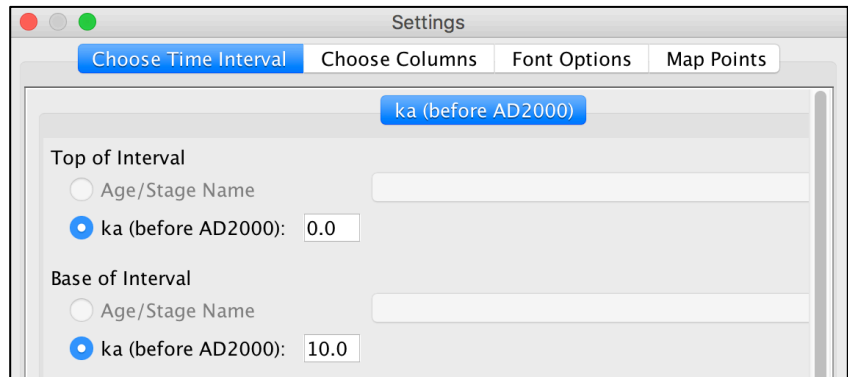 Settings
Choose Time Interval Choose Columns Font Options Map Points
ka (before AD2000)
Top of Interval
Age/Stage Name
ka (before AD2000): 0.0
Base of Interval
Age/Stage Name
ka (before AD2000): 10.0